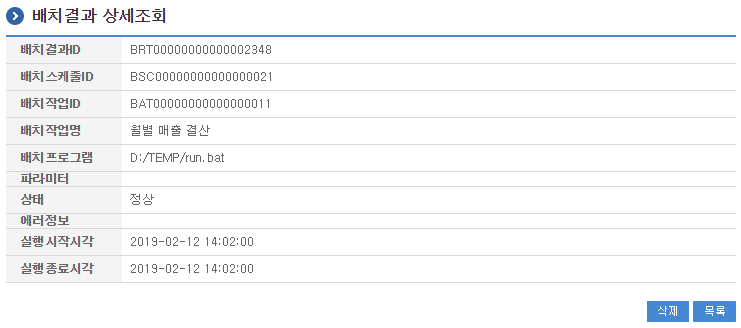 배치결과 상세조회
배치결과ID BRT00000000000002348
배치스케줄ID BSC00000000000000021
배치작업ID BAT00000000000000011
배치작업명 월별 매출 결산
배치프로그램 D:/TEMP/run.bat
파라미터
상태 정상
에러정보
실행시작시각 2019-02-12 14:02:00
실행종료시각 2019-02-12 14:02:00
삭제 목록